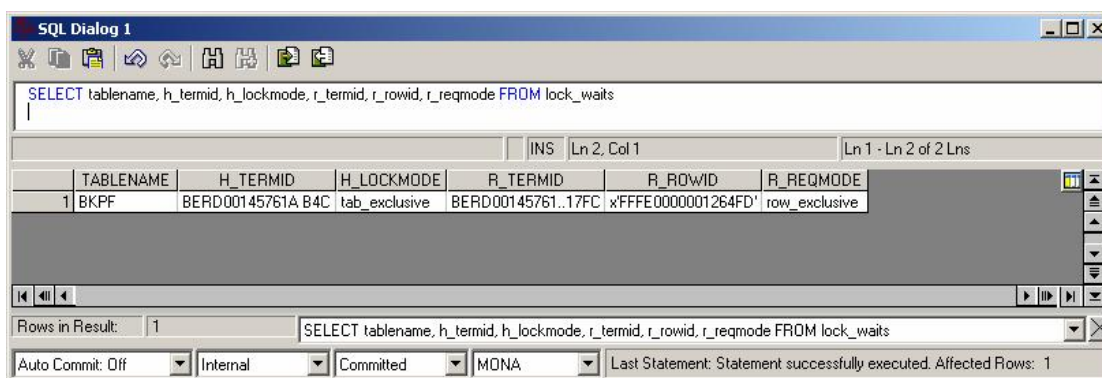 SQL Dialog 1
SELECT tablename, h_termid, h_lockmode, r_termid, r_rowid, r_reqmode FROM lock_waits
INS Ln 2, Col 1 Ln 1 - Ln 2 of 2 Lns
TABLENAME H_TERMID H_LOCKMODE R_TERMID R_ROWID R_REQMODE
1 BKPF BERD00145761A B4C tab_exclusive BERD00145761..17FC x'FFFE0000001264FD' row_exclusive
Rows in Result: 1 SELECT tablename, h_termid, h_lockmode, r_termid, r_rowid, r_reqmode FROM lock_waits
Auto Commit: Off Internal Committed MONA Last Statement: Statement successfully executed. Affected Rows: 1